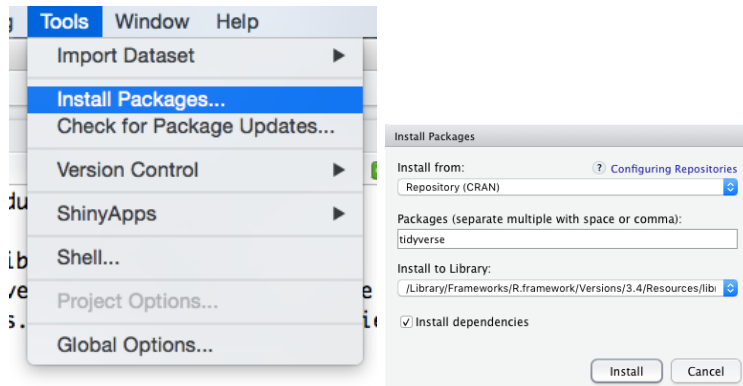 Tools Window Help
Import Dataset
Install Packages...
Check for Package Updates...
Version Control
ShinyApps
Shell...
Project Options...
Global Options...
Install Packages
Install from:
? Configuring Repositories
Repository (CRAN)
Packages (separate multiple with space or comma):
tidyverse
Install to Library:
/Library/Frameworks/R.framework/Versions/3.4/Resources/libr
Install dependencies
Install Cancel